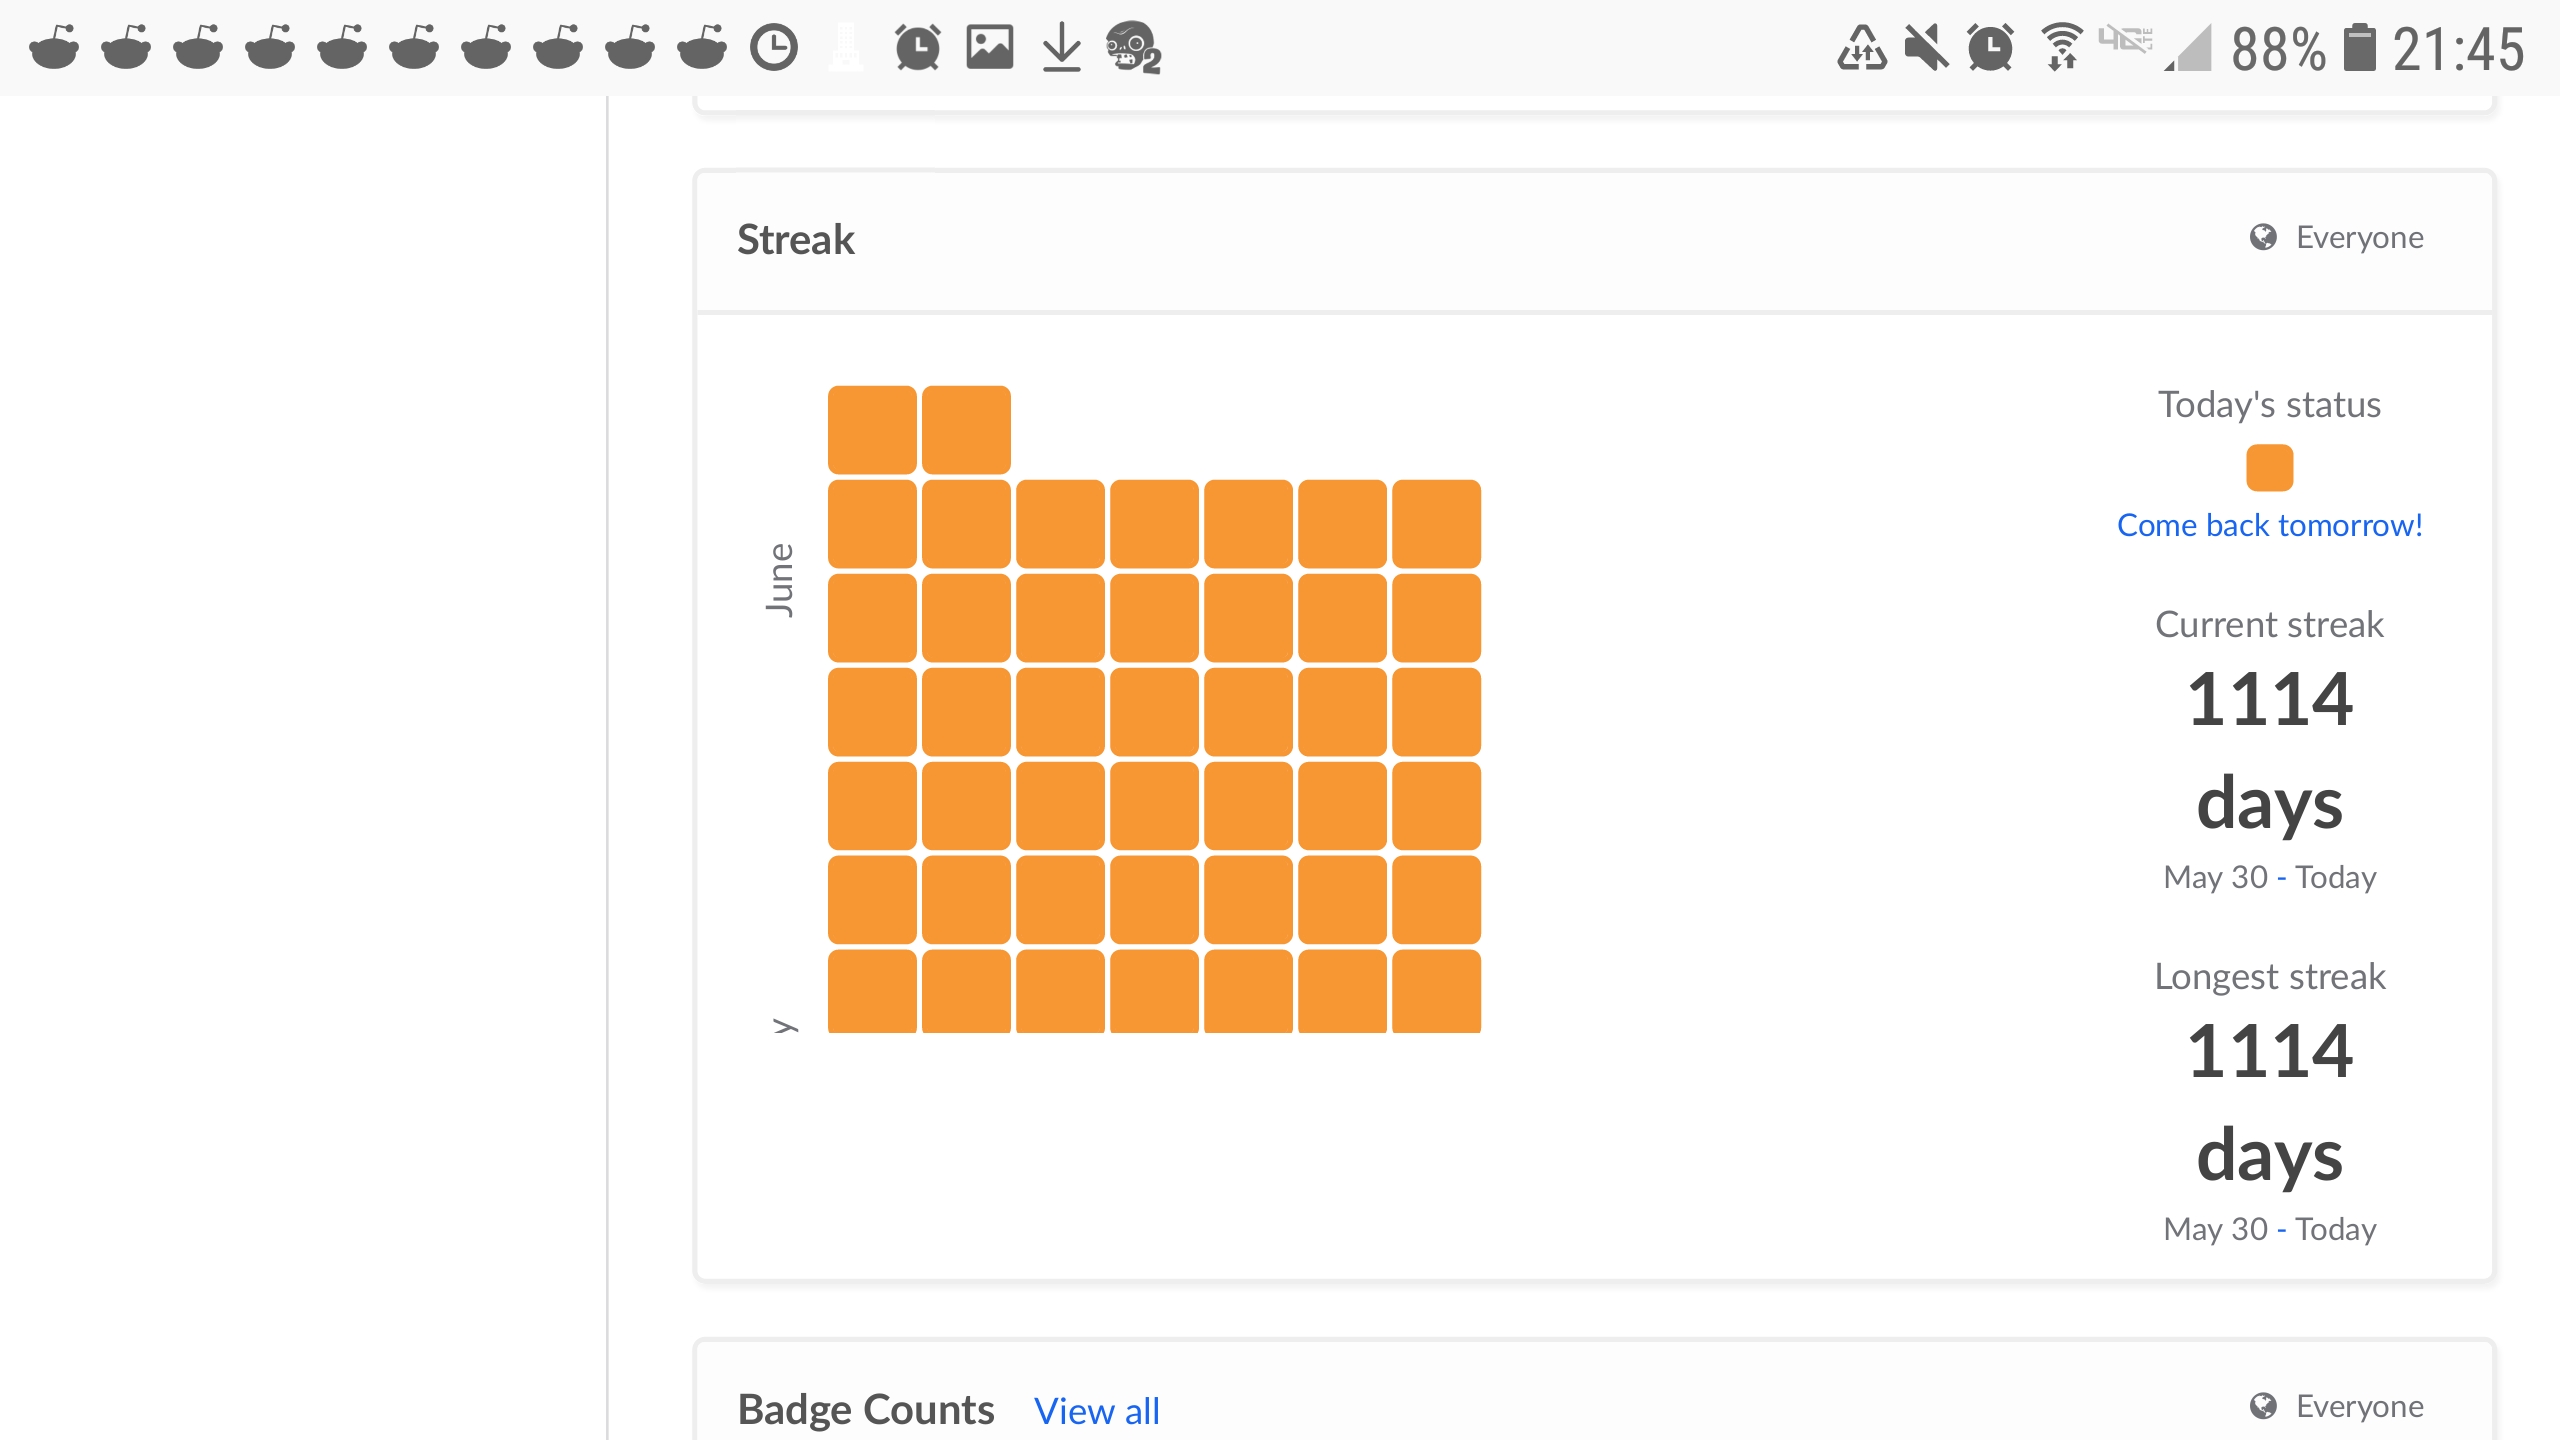 88% 21:45
Streak
Everyone
June
y
Today's status
Come back tomorrow!
Current streak
1114
days
May 30 - Today
Longest streak
1114
days
May 30 - Today
Badge Counts View all
Everyone